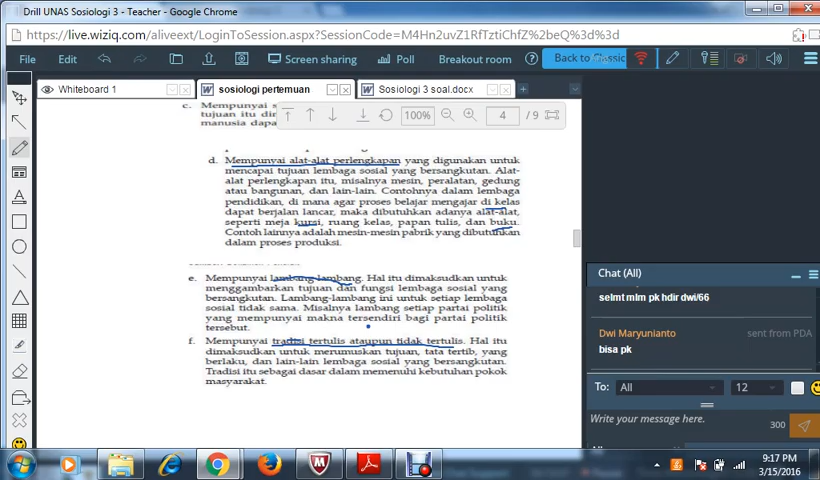 Drill UNAS Sosiologi 3 - Teacher - Google Chrome
https://live.wiziq.com/aliveext/LoginToSession.aspx?SessionCode=M4Hn2uvZ1RfTztiChfZ%2beQ%3d%3d
File Edit Screen sharing Poll Breakout room Back to Classic
Whiteboard 1 sosiologi pertemuan Sosiologi 3 soal.docx
c. Mempunyai
tujuan itu
manusia dapa
100% 4 / 9
d. Mempunyai alat-alat perlengkapan yang digunakan untuk
mencapai tujuan lembaga sosial yang bersangkutan. Alat-
alat perlengkapan itu, misalnya mesin, peralatan, gedung
atau bangunan, dan lain-lain. Contohnya dalam lembaga
pendidikan, di mana agar proses belajar mengajar di kelas
dapat berjalan lancar, maka dibutuhkan adanya alat-alat,
seperti meja kursi, ruang kelas, papan tulis, dan buku.
Contoh lainnya adalah mesin-mesin pabrik yang dibutuhkan
dalam proses produksi.
e. Mempunyai lambang-lambang. Hal itu dimaksudkan untuk
menggambarkan tujuan dan fungsi lembaga sosial yang
bersangkutan. Lambang-lambang ini untuk setiap lembaga
sosial tidak sama. Misalnya lambang setiap partai politik
yang mempunyai makna tersendiri bagi partai politik
tersebut.
f. Mempunyai tradisi tertulis ataupun tidak tertulis. Hal itu
dimaksudkan untuk merumuskan tujuan, tata tertib, yang
berlaku, dan lain-lain lembaga sosial yang bersangkutan.
Tradisi itu sebagai dasar dalam memenuhi kebutuhan pokok
masyarakat.
Chat (All)
selmt mlm pk hdir dwi/66
Dwi Maryunianto sent from PDA
bisa pk
To: All 12
Write your message here. 300
9:17 PM
3/15/2016